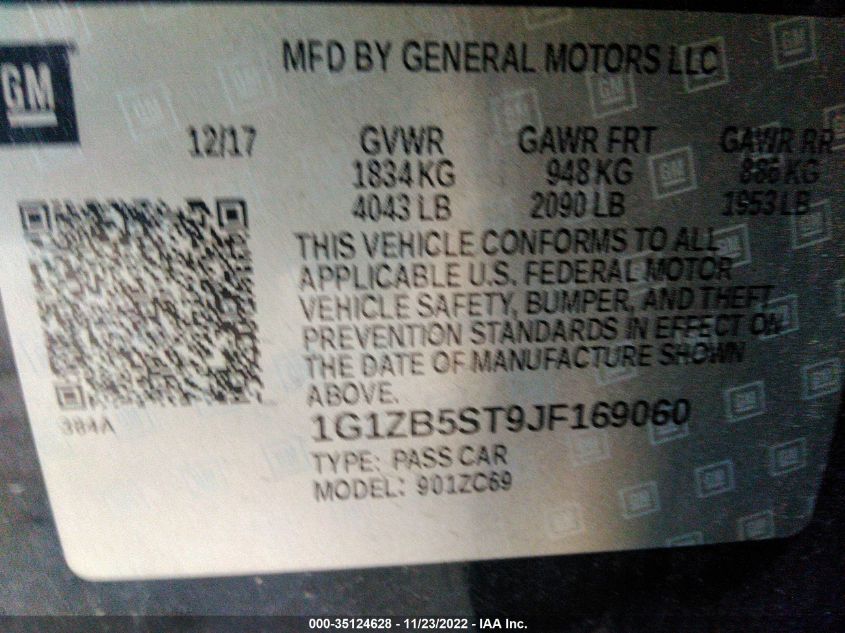 GM
MFD BY GENERAL MOTORS LLC
12/17 GVWR GAWR FRT GAWR RR
1834 KG 948 KG 886 KG
4043 LB 2090 LB 1953 LB
THIS VEHICLE CONFORMS TO ALL
APPLICABLE U.S. FEDERAL MOTOR
VEHICLE SAFETY, BUMPER, AND THEFT
PREVENTION STANDARDS IN EFFECT ON
THE DATE OF MANUFACTURE SHOWN
ABOVE.
384A
1G1ZB5ST9JF169060
TYPE: PASS CAR
MODEL: 901ZC69
000-35124628 - 11/23/2022 - IAA Inc.